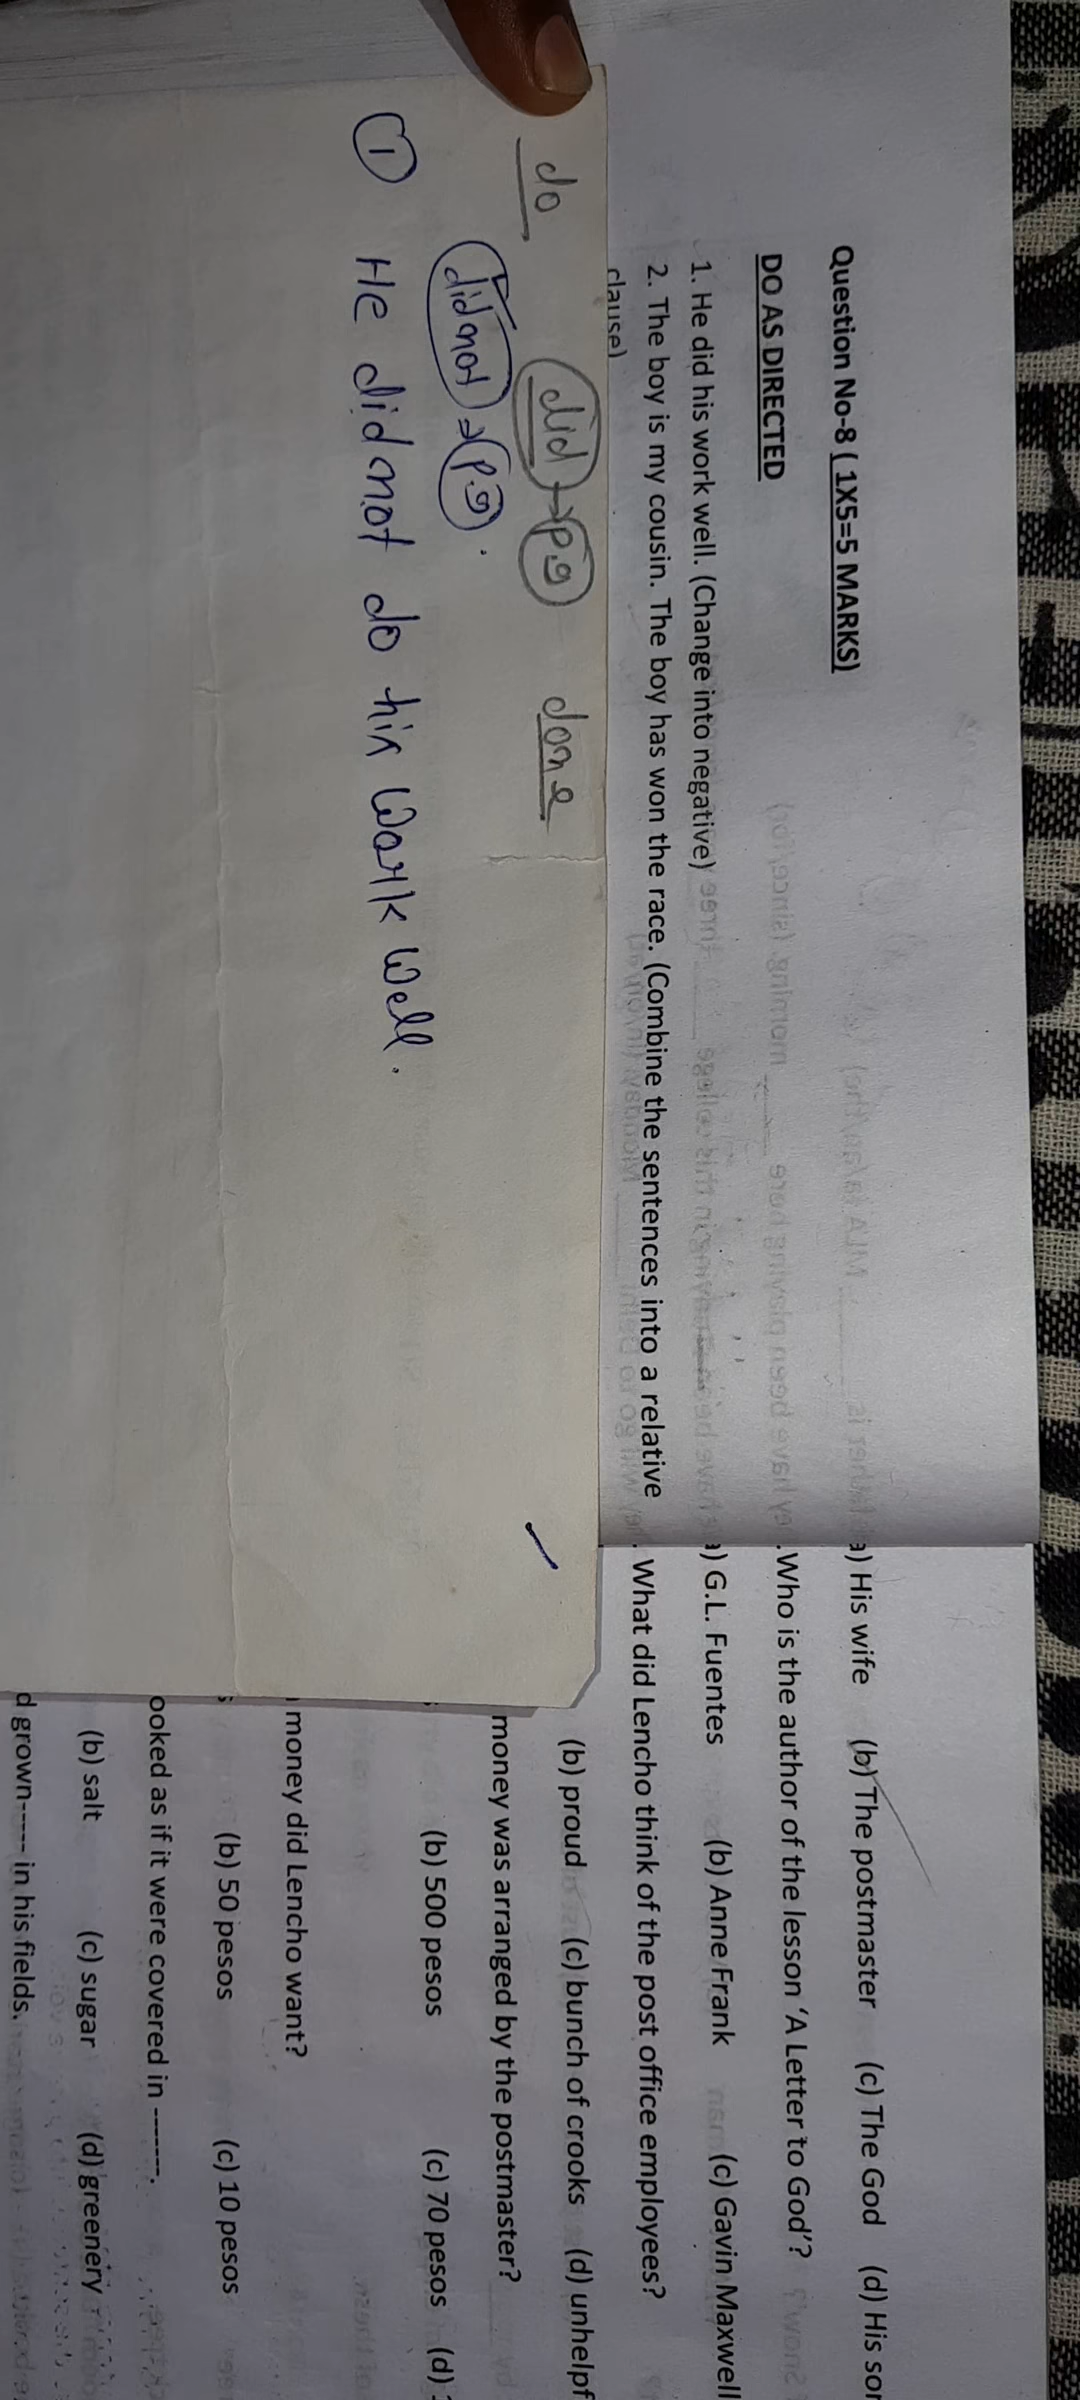 Question No-8 ( 1X5=5 MARKS)
DO AS DIRECTED
1. He did his work well. (Change into negative)
2. The boy is my cousin. The boy has won the race. (Combine the sentences into a relative
clause)
do did → p9 done
did not → p9
1 He did not do his work well.
a) His wife (b) The postmaster (c) The God (d) His
.Who is the author of the lesson ‘A Letter to God’?
a) G.L. Fuentes (b) Anne Frank (c) Gavin Maxwell
. What did Lencho think of the post office employees?
(b) proud (c) bunch of crooks (d)
money was arranged by the postmaster?
(b) 500 pesos (c) 70 pesos (d)
money did Lencho want?
(b) 50 pesos (c) 10 pesos
ooked as if it were covered in -------.
(b) salt (c) sugar (d) greenery
d grown----- in his fields.